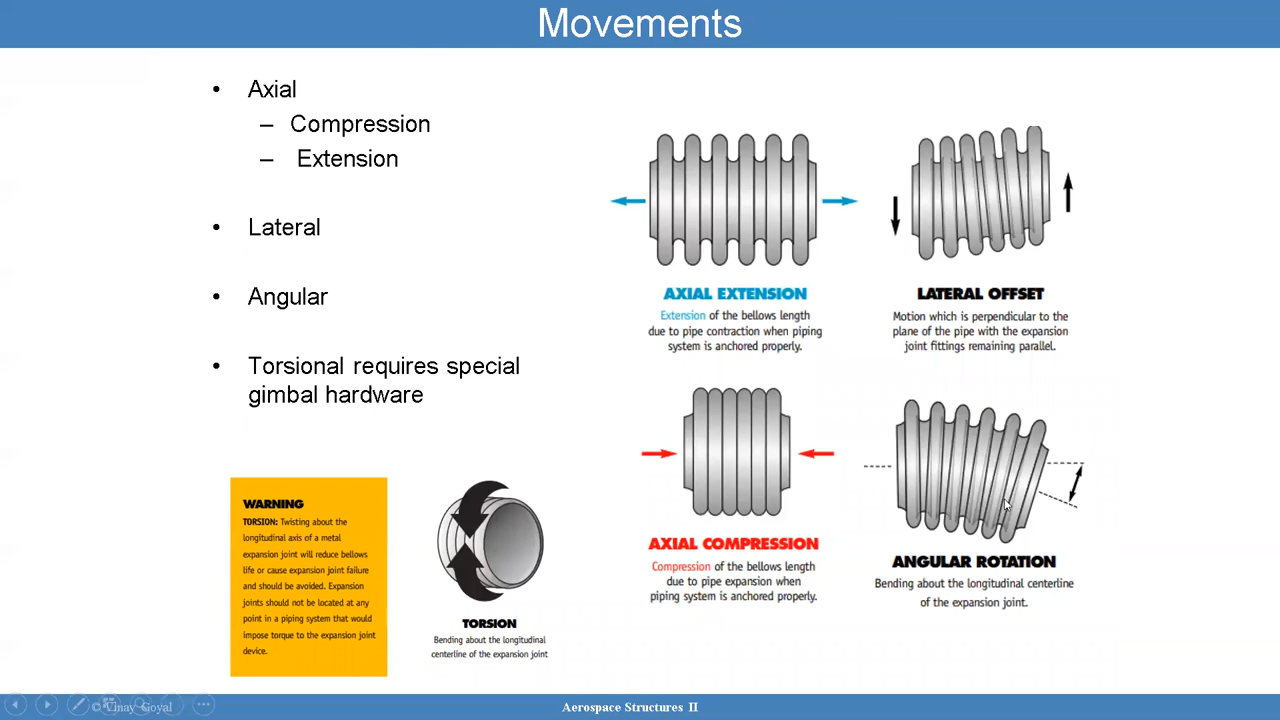 Movements
• Axial
– Compression
– Extension
• Lateral
• Angular
• Torsional requires special
gimbal hardware
AXIAL EXTENSION
Extension of the bellows length
due to pipe contraction when piping
system is anchored properly.
LATERAL OFFSET
Motion which is perpendicular to the
plane of the pipe with the expansion
joint fittings remaining parallel.
AXIAL COMPRESSION
Compression of the bellows length
due to pipe expansion when
piping system is anchored properly.
ANGULAR ROTATION
Bending about the longitudinal centerline
of the expansion joint.
WARNING
TORSION: Twisting about the
longitudinal axis of a metal
expansion joint will reduce bellows
life or cause expansion joint failure
and should be avoided. Expansion
joints should not be located at any
point in a piping system that would
impose torque to the expansion joint
device.
TORSION
Bending about the longitudinal
centerline of the expansion joint
© Vinay Goyal
Aerospace Structures II